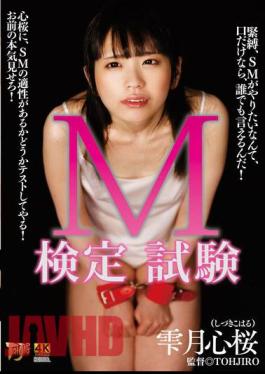 緊縛、SMがやりたいなんて、
口だけなら、誰でも言えるんだ!
心桜に、SMの適性があるかどうかテストしてやる!
お前の本気見せろ!
M
検定 試験
JAVHD
4K
(しづきこはる)
雫月心桜
監督◎TOHJIRO